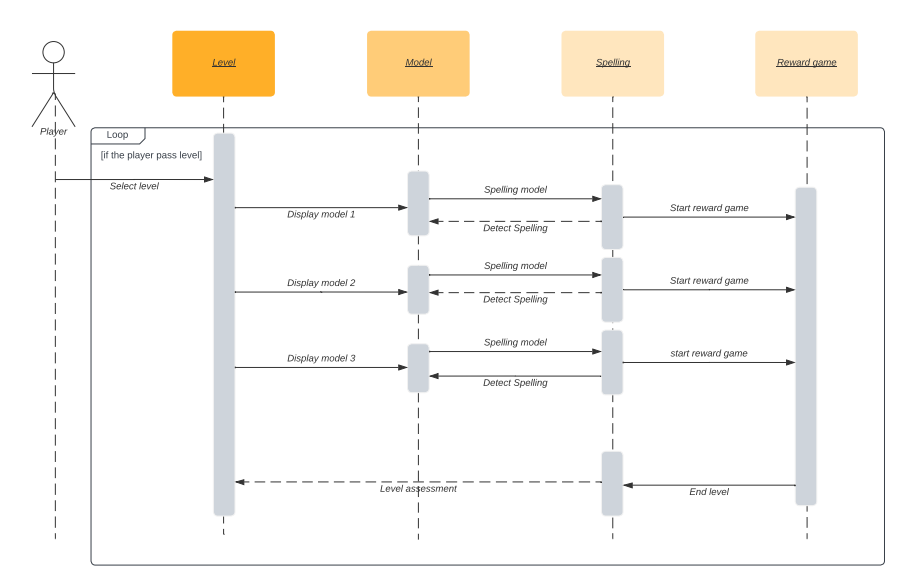 Level
Model
Spelling
Reward game
Player
Loop
[if the player pass level]
Select level
Spelling model
Display model 1
Start reward game
Detect Spelling
Spelling model
Display model 2
Start reward game
Detect Spelling
Spelling model
Display model 3
start reward game
Detect Spelling
Level assessment
End level